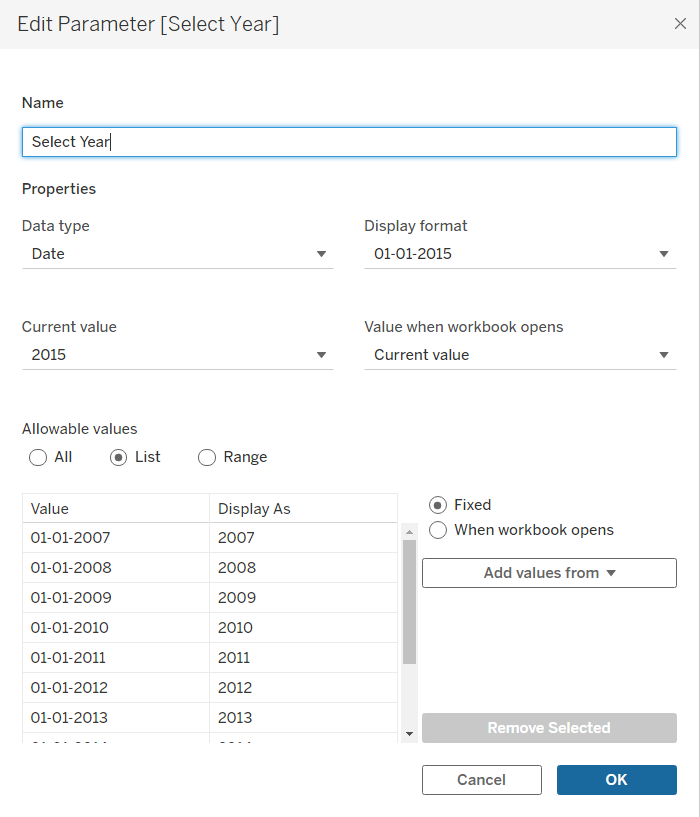 Edit Parameter [Select Year]
Name
Select Year
Properties
Data type Display format
Date 01-01-2015
Current value Value when workbook opens
2015 Current value
Allowable values
All List Range
Value Display As Fixed
01-01-2007 2007 When workbook opens
01-01-2008 2008 Add values from
01-01-2009 2009
01-01-2010 2010
01-01-2011 2011
01-01-2012 2012
01-01-2013 2013 Remove Selected
Cancel OK